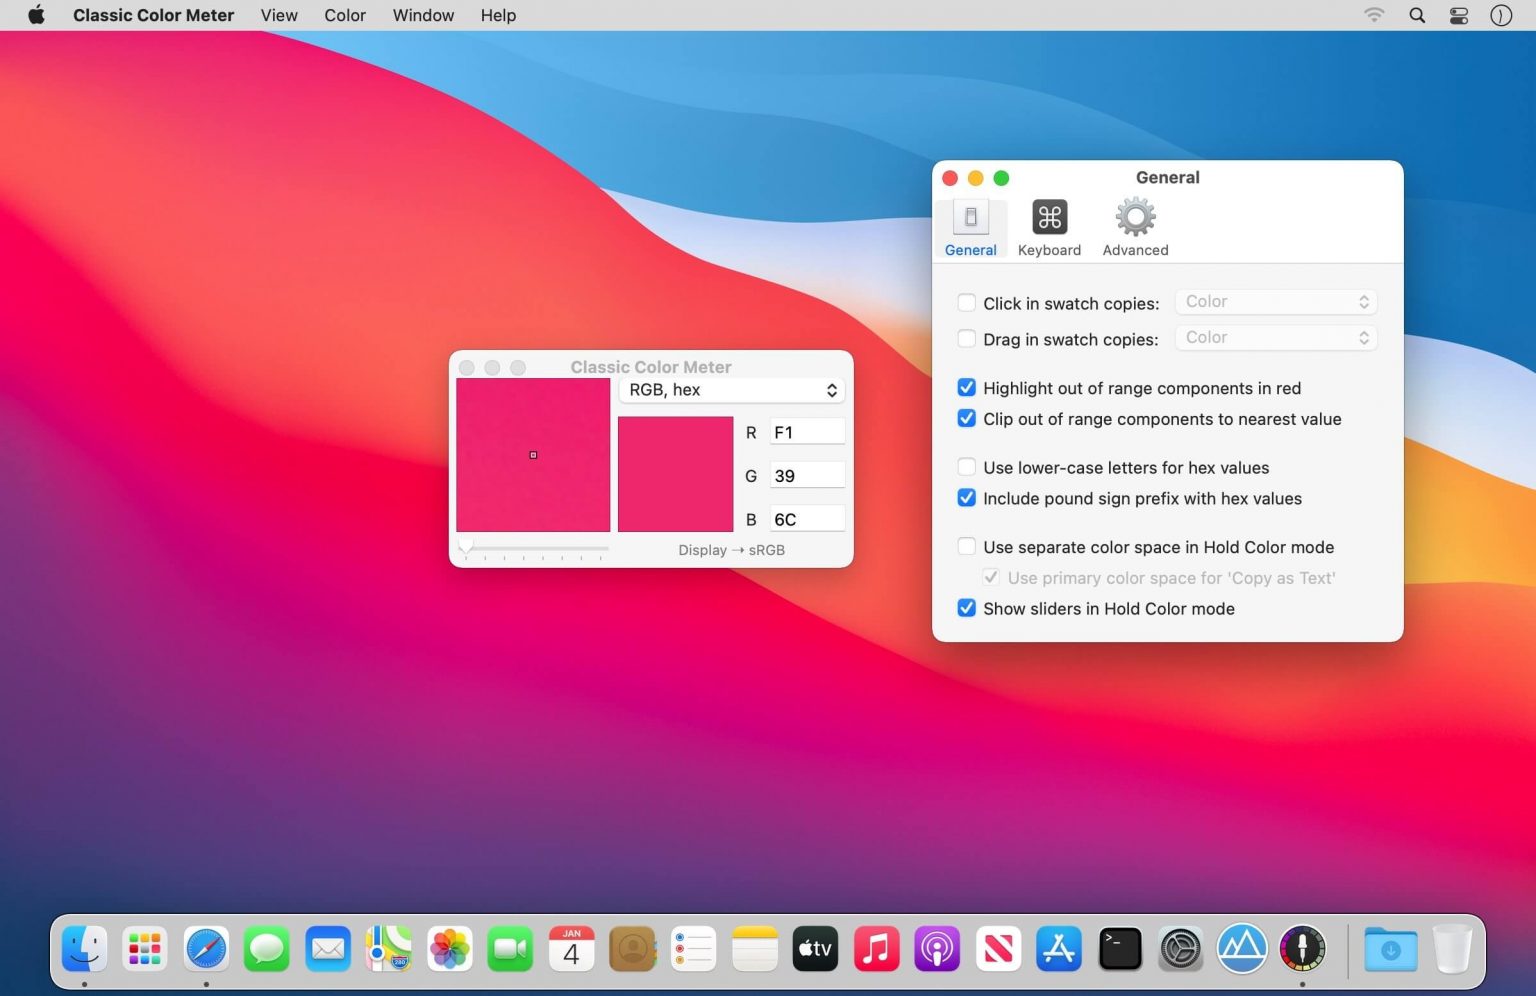 Classic Color Meter View Color Window Help
General
General Keyboard Advanced
Click in swatch copies: Color
Drag in swatch copies: Color
Highlight out of range components in red
Clip out of range components to nearest value
Use lower-case letters for hex values
Include pound sign prefix with hex values
Use separate color space in Hold Color mode
Use primary color space for 'Copy as Text'
Show sliders in Hold Color mode
Classic Color Meter
RGB, hex
R F1
G 39
B 6C
Display → sRGB
280
JAN
4
tv
>_